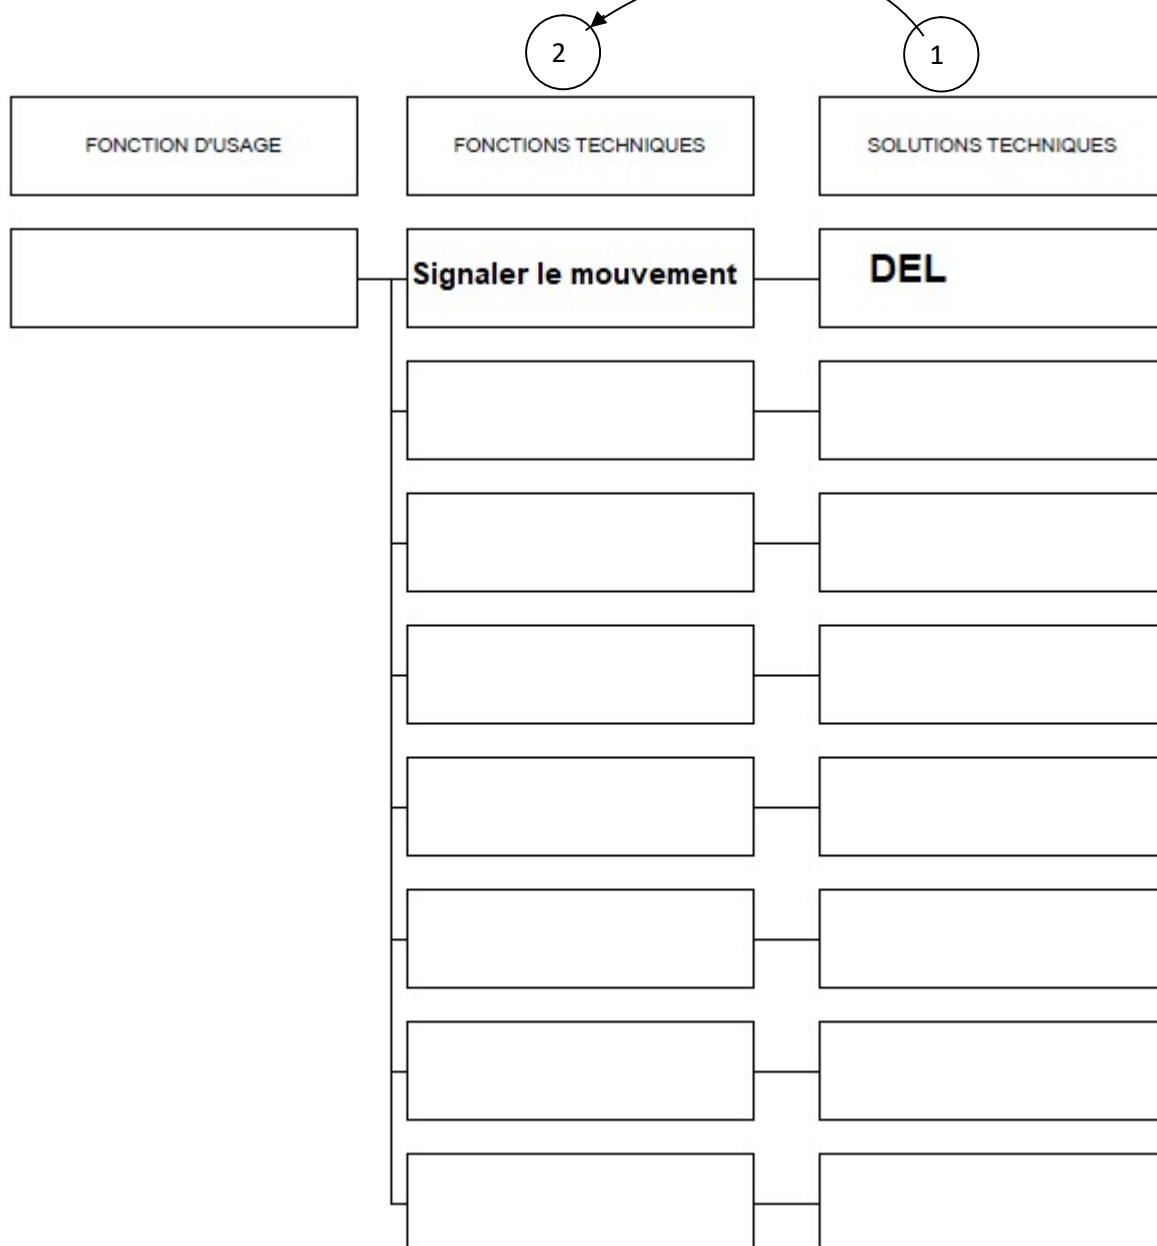 2
1
FONCTION D'USAGE
FONCTIONS TECHNIQUES
SOLUTIONS TECHNIQUES
Signaler le mouvement
DEL